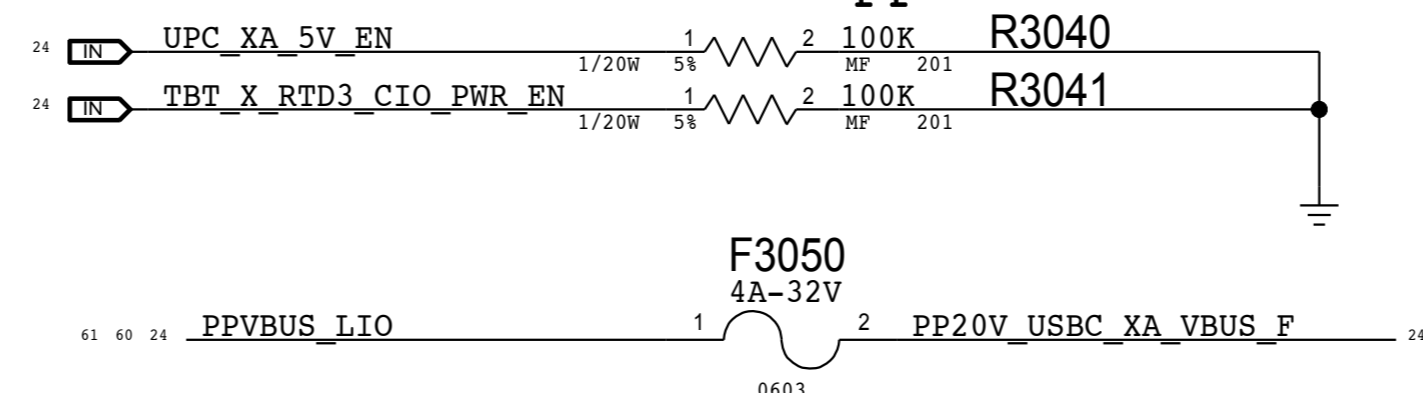 24 IN UPC_XA_5V_EN 1 2 100K R3040
1/20W 5% MF 201
24 IN TBT_X_RTD3_CIO_PWR_EN 1 2 100K R3041
1/20W 5% MF 201
F3050
4A-32V
61 60 24 PPVBUS_LIO 1 2 PP20V_USBC_XA_VBUS_F 24
0603